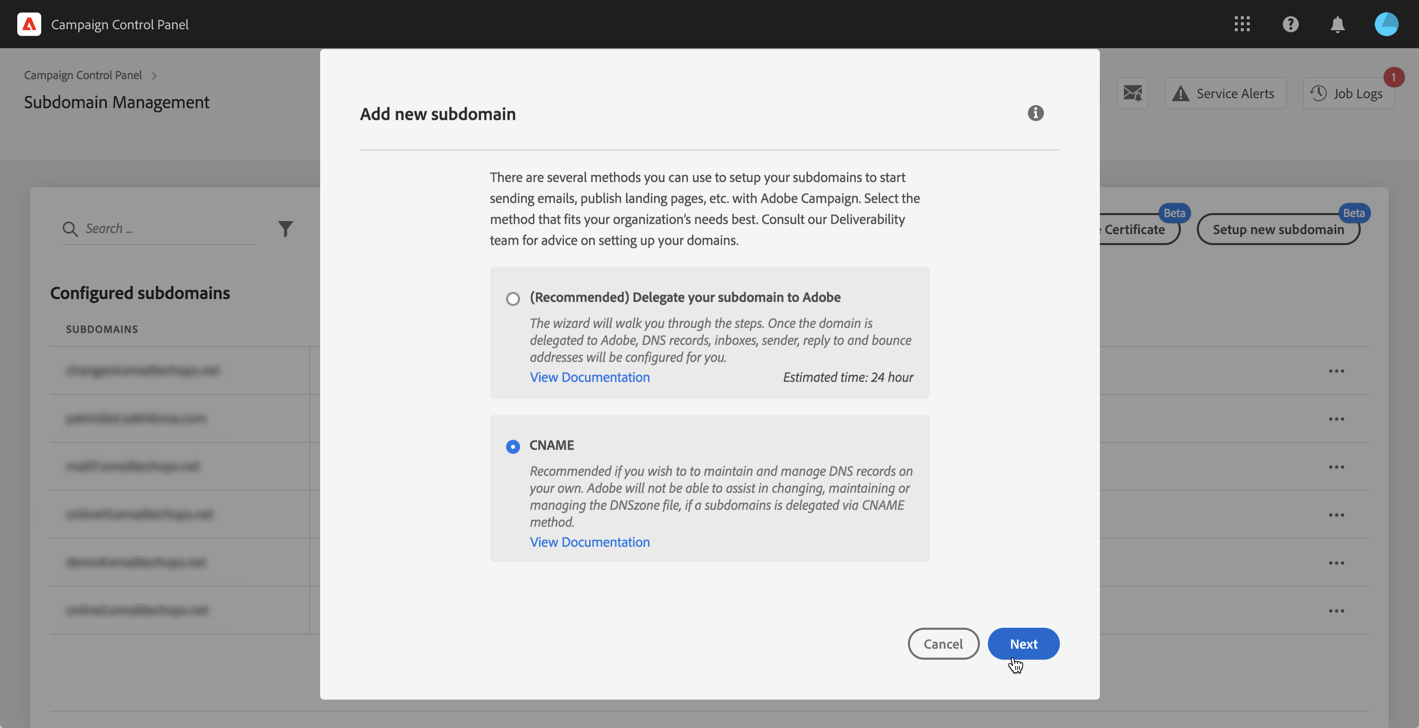 Campaign Control Panel
Campaign Control Panel
Subdomain Management
Service Alerts
Job Logs
1
Add new subdomain
There are several methods you can use to setup your subdomains to start
sending emails, publish landing pages, etc. with Adobe Campaign. Select the
method that fits your organization's needs best. Consult our Deliverability
team for advice on setting up your domains.
Search ...
Certificate
Beta
Setup new subdomain
Beta
Configured subdomains
SUBDOMAINS
(Recommended) Delegate your subdomain to Adobe
The wizard will walk you through the steps. Once the domain is
delegated to Adobe, DNS records, inboxes, sender, reply to and bounce
addresses will be configured for you.
View Documentation
Estimated time: 24 hour
CNAME
Recommended if you wish to to maintain and manage DNS records on
your own. Adobe will not be able to assist in changing, maintaining or
managing the DNSzone file, if a subdomains is delegated via CNAME
method.
View Documentation
Cancel
Next